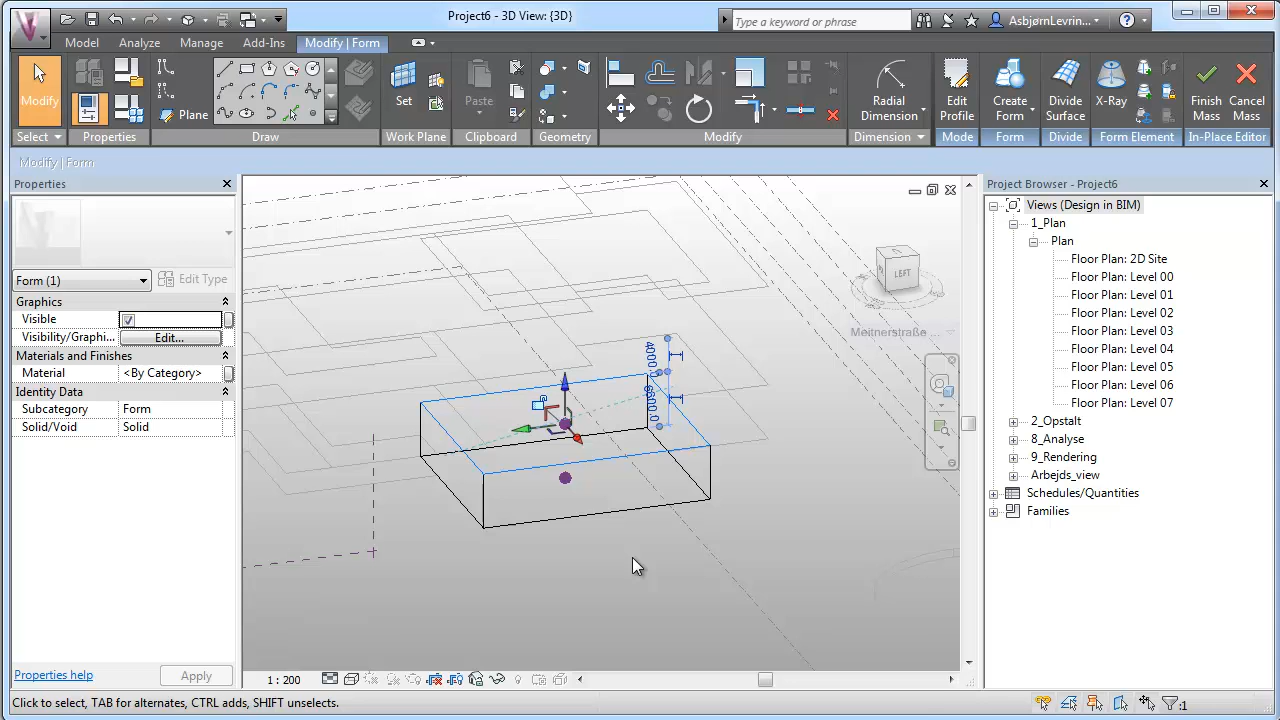 Project6 - 3D View: {3D}
Type a keyword or phrase
AsbjørnLevrin...
Model
Analyze
Manage
Add-Ins
Modify | Form
Modify
Plane
Set
Paste
Radial
Dimension
Edit
Profile
Create
Form
Divide
Surface
X-Ray
Finish
Mass
Cancel
Mass
Select
Properties
Draw
Work Plane
Clipboard
Geometry
Modify
Dimension
Mode
Form
Divide
Form Element
In-Place Editor
Modify | Form
Properties
Form (1)
Edit Type
Graphics
Visible
Visibility/Graphi...
Edit...
Materials and Finishes
Material
<By Category>
Identity Data
Subcategory
Form
Solid/Void
Solid
Properties help
Apply
LEFT
Meitnerstraße ...
6600.0
1 : 200
Project Browser - Project6
Views (Design in BIM)
1_Plan
Plan
Floor Plan: 2D Site
Floor Plan: Level 00
Floor Plan: Level 01
Floor Plan: Level 02
Floor Plan: Level 03
Floor Plan: Level 04
Floor Plan: Level 05
Floor Plan: Level 06
Floor Plan: Level 07
2_Opstalt
8_Analyse
9_Rendering
Arbejds_view
Schedules/Quantities
Families
Click to select, TAB for alternates, CTRL adds, SHIFT unselects.
:1